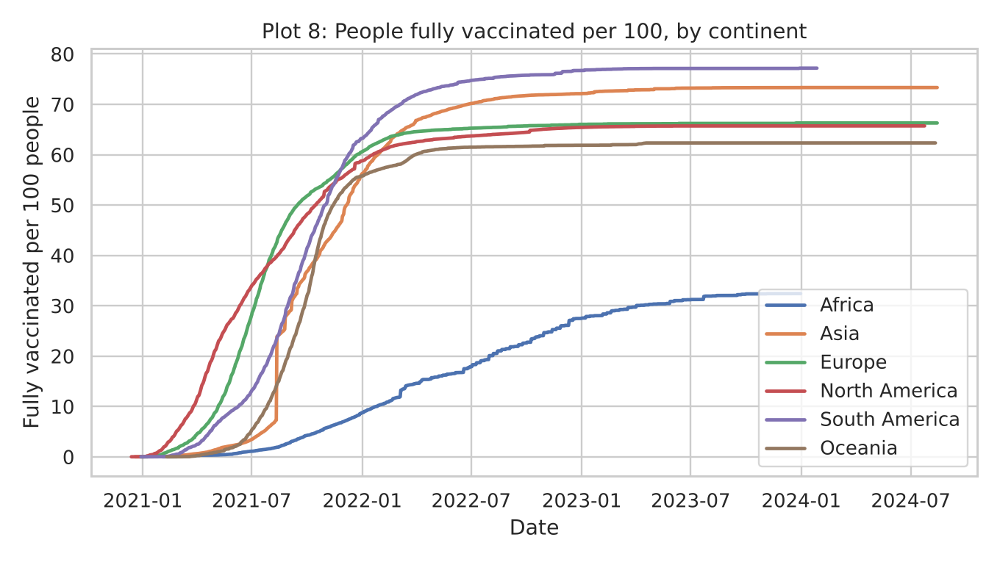 Plot 8: People fully vaccinated per 100, by continent
Fully vaccinated per 100 people
80
70
60
50
40
30
20
10
0
Africa
Asia
Europe
North America
South America
Oceania
2021-01 2021-07 2022-01 2022-07 2023-01 2023-07 2024-01 2024-07
Date